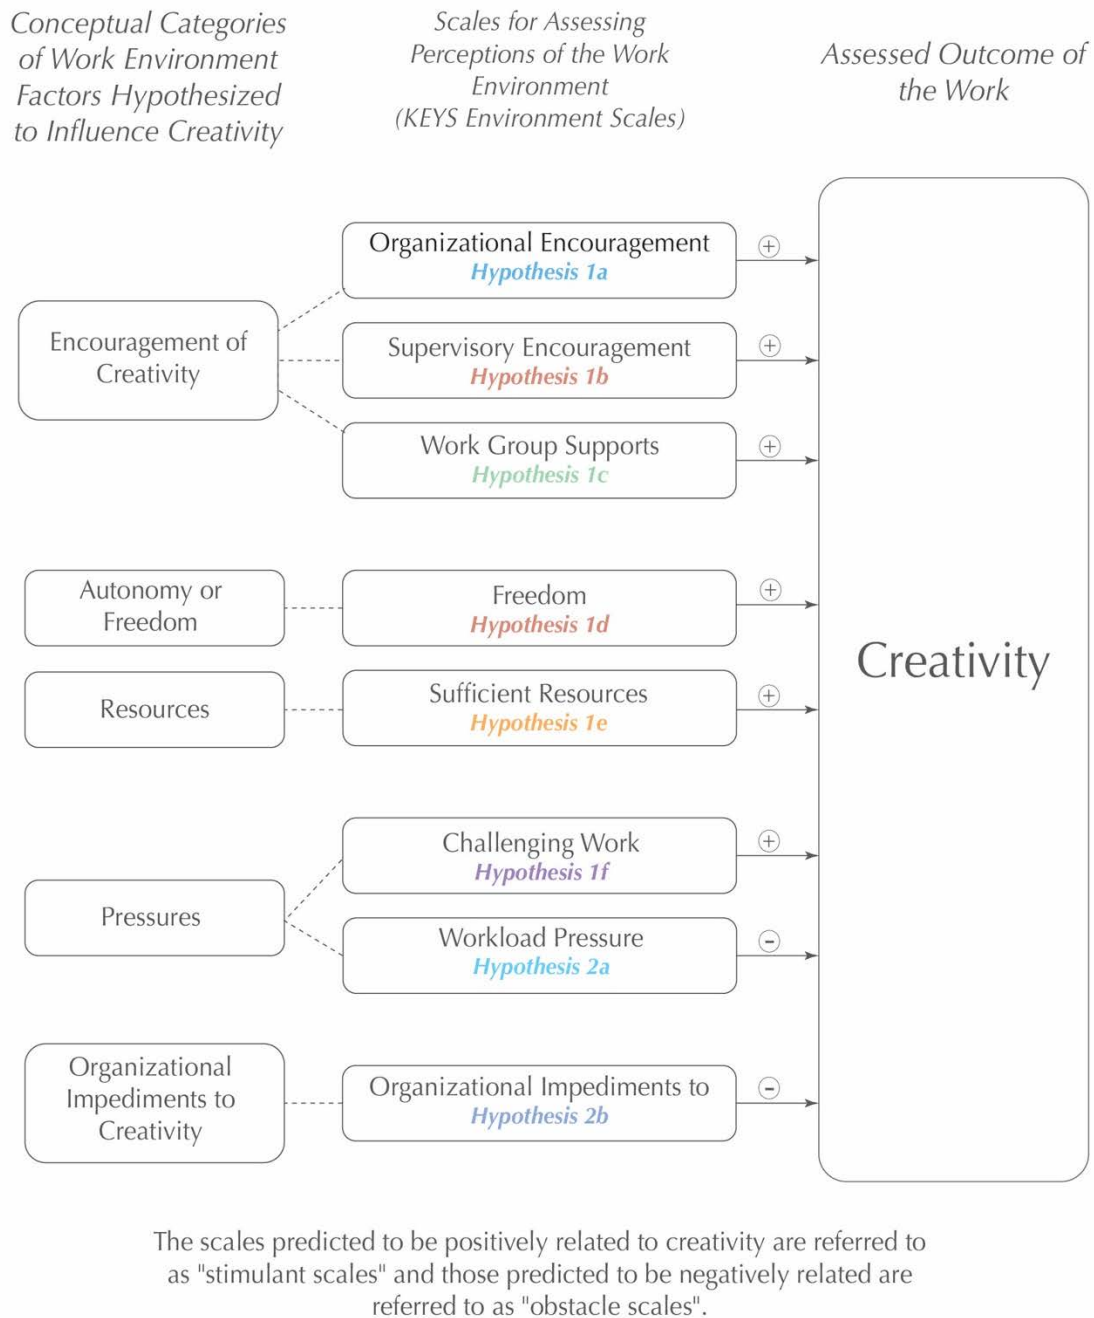 Conceptual Categories
of Work Environment
Factors Hypothesized
to Influence Creativity
Scales for Assessing
Perceptions of the Work
Environment
(KEYS Environment Scales)
Assessed Outcome of
the Work
Encouragement of
Creativity
Organizational Encouragement
Hypothesis 1a
+
Supervisory Encouragement
Hypothesis 1b
+
Work Group Supports
Hypothesis 1c
+
Autonomy or
Freedom
Freedom
Hypothesis 1d
+
Resources
Sufficient Resources
Hypothesis 1e
+
Pressures
Challenging Work
Hypothesis 1f
+
Workload Pressure
Hypothesis 2a
-
Organizational
Impediments to
Creativity
Organizational Impediments to
Hypothesis 2b
-
Creativity
The scales predicted to be positively related to creativity are referred to
as "stimulant scales" and those predicted to be negatively related are
referred to as "obstacle scales".